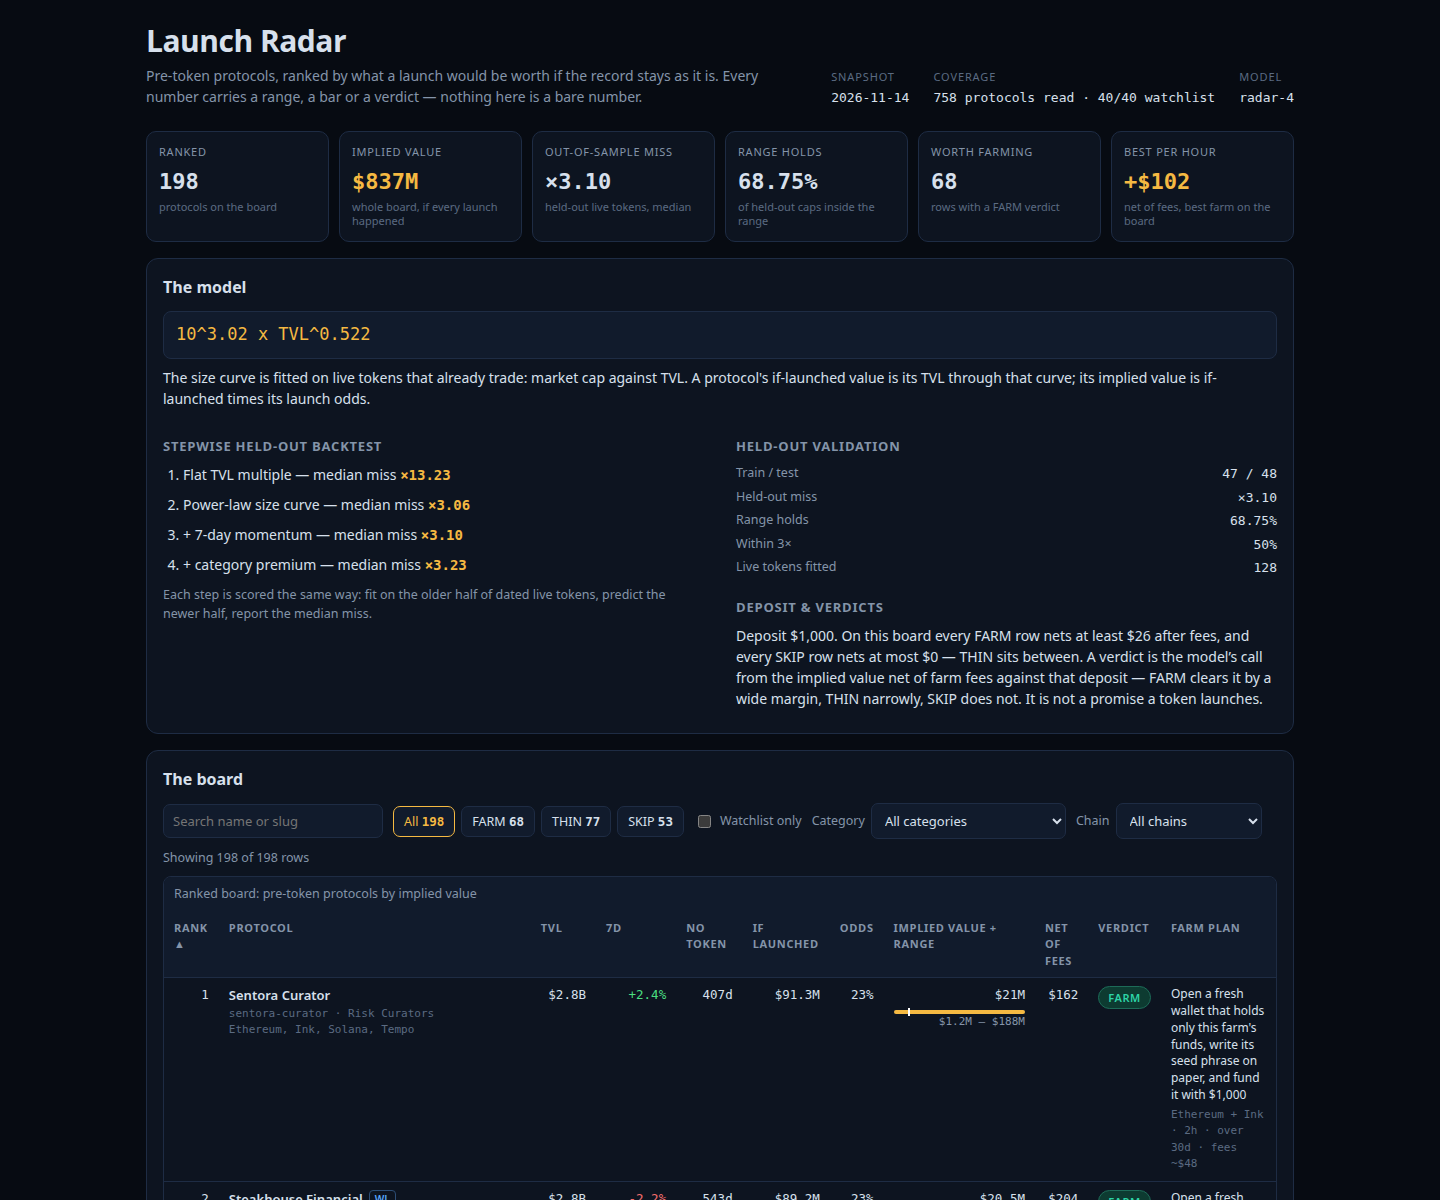 Launch Radar
Pre-token protocols, ranked by what a launch would be worth if the record stays as it is. Every
number carries a range, a bar or a verdict — nothing here is a bare number.
SNAPSHOT
2026-11-14
COVERAGE
758 protocols read · 40/40 watchlist
MODEL
radar-4
RANKED
198
protocols on the board
IMPLIED VALUE
$837M
whole board, if every launch
happened
OUT-OF-SAMPLE MISS
×3.10
held-out live tokens, median
RANGE HOLDS
68.75%
of held-out caps inside the
range
WORTH FARMING
68
rows with a FARM verdict
BEST PER HOUR
+$102
net of fees, best farm on the
board
The model
10^3.02 x TVL^0.522
The size curve is fitted on live tokens that already trade: market cap against TVL. A protocol's if-launched value is its TVL through that curve; its implied value is if-
launched times its launch odds.
STEPWISE HELD-OUT BACKTEST
1. Flat TVL multiple — median miss ×13.23
2. Power-law size curve — median miss ×3.06
3. + 7-day momentum — median miss ×3.10
4. + category premium — median miss ×3.23
Each step is scored the same way: fit on the older half of dated live tokens, predict the
newer half, report the median miss.
HELD-OUT VALIDATION
Train / test 47 / 48
Held-out miss ×3.10
Range holds 68.75%
Within 3× 50%
Live tokens fitted 128
DEPOSIT & VERDICTS
Deposit $1,000. On this board every FARM row nets at least $26 after fees, and
every SKIP row nets at most $0 — THIN sits between. A verdict is the model's call
from the implied value net of farm fees against that deposit — FARM clears it by a
wide margin, THIN narrowly, SKIP does not. It is not a promise a token launches.
The board
Search name or slug All 198 FARM 68 THIN 77 SKIP 53 Watchlist only Category All categories Chain All chains
Showing 198 of 198 rows
Ranked board: pre-token protocols by implied value
RANK ▲ PROTOCOL TVL 7D NO TOKEN IF LAUNCHED ODDS IMPLIED VALUE + RANGE NET OF FEES VERDICT FARM PLAN
1 Sentora Curator $2.8B +2.4% 407d $91.3M 23% $21M $162 FARM
sentora-curator · Risk Curators
Ethereum, Ink, Solana, Tempo
$1.2M — $188M
Open a fresh
wallet that holds
only this farm's
funds, write its
seed phrase on
paper, and fund
it with $1,000
Ethereum + Ink
· 2h · over
30d · fees
~$48
2 Steakhouse Financial WL $2.8B -2.2% 543d $89.2M 23% $20.5M $204 FARM Open a fresh